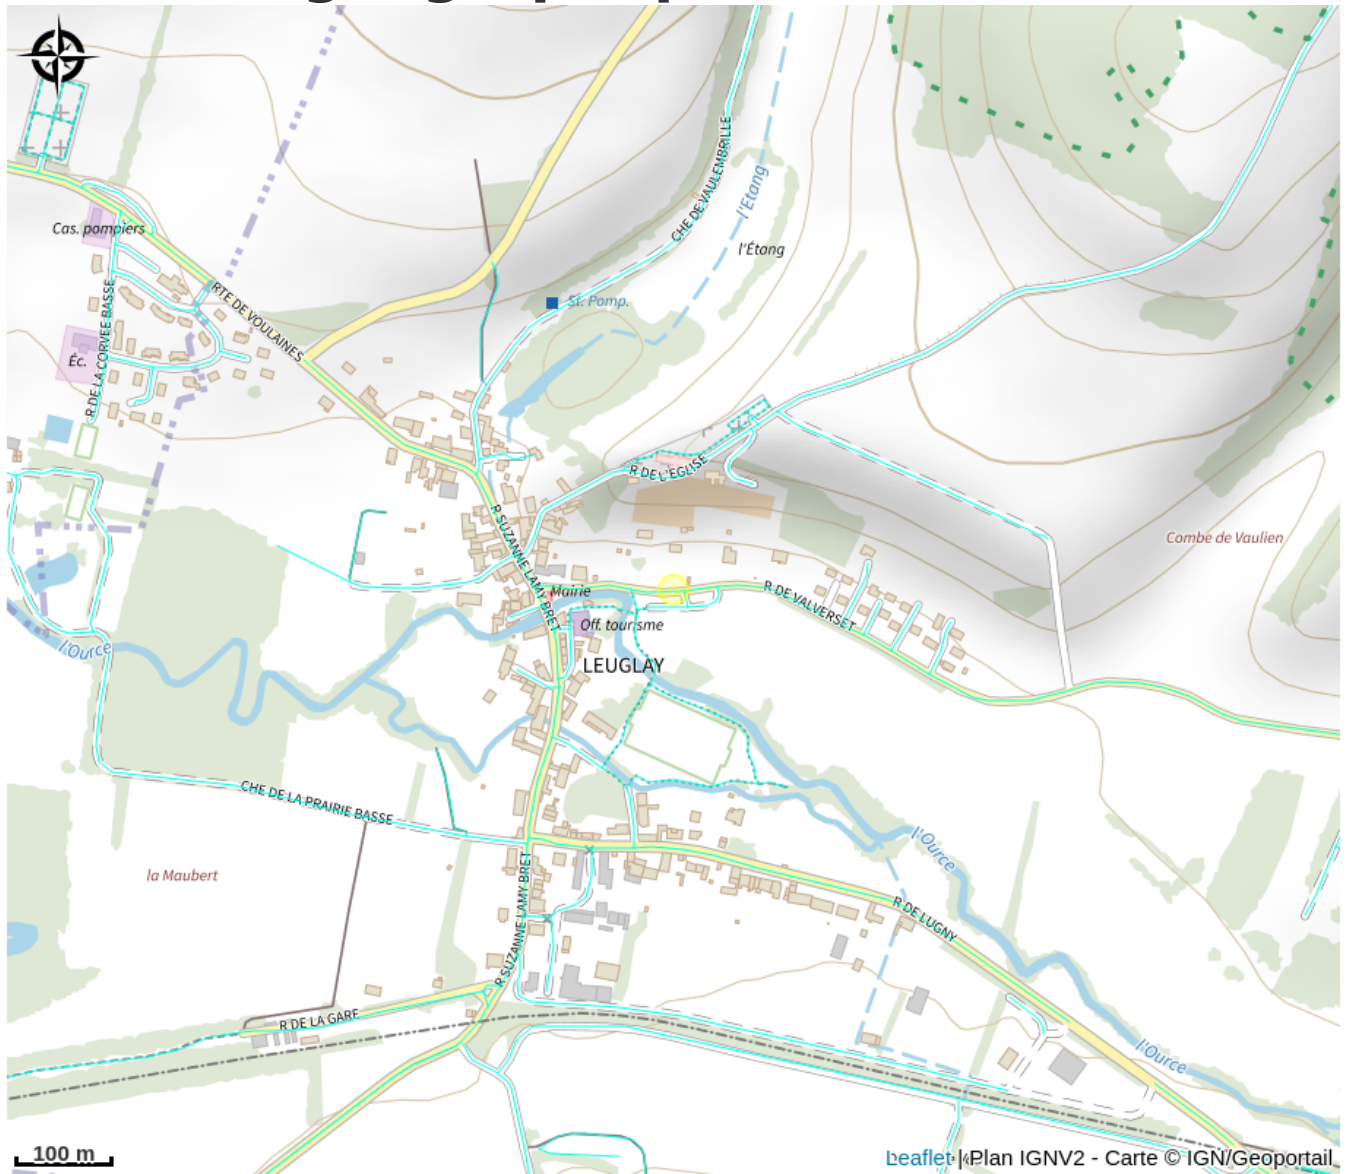 CHE DE VAULEMBRILLE
l'Etang
Cas. pompiers
l'Étang
RTE DE VOULAINES
St. Pomp.
R DE LA CORVEE BASSE
Éc.
R DE L'EGLISE
R SUZANNE LAMY BRET
Combe de Vaulien
Mairie
R DE VALVERSET
Off. tourisme
l'Ource
LEUGLAY
CHE DE LA PRAIRIE BASSE
l'Ource
la Maubert
R SUZANNE LAMY BRET
R DE LUGNY
R DE LA GARE
l'Ource
100 m
Leaflet | Plan IGNV2 - Carte © IGN/Geoportail